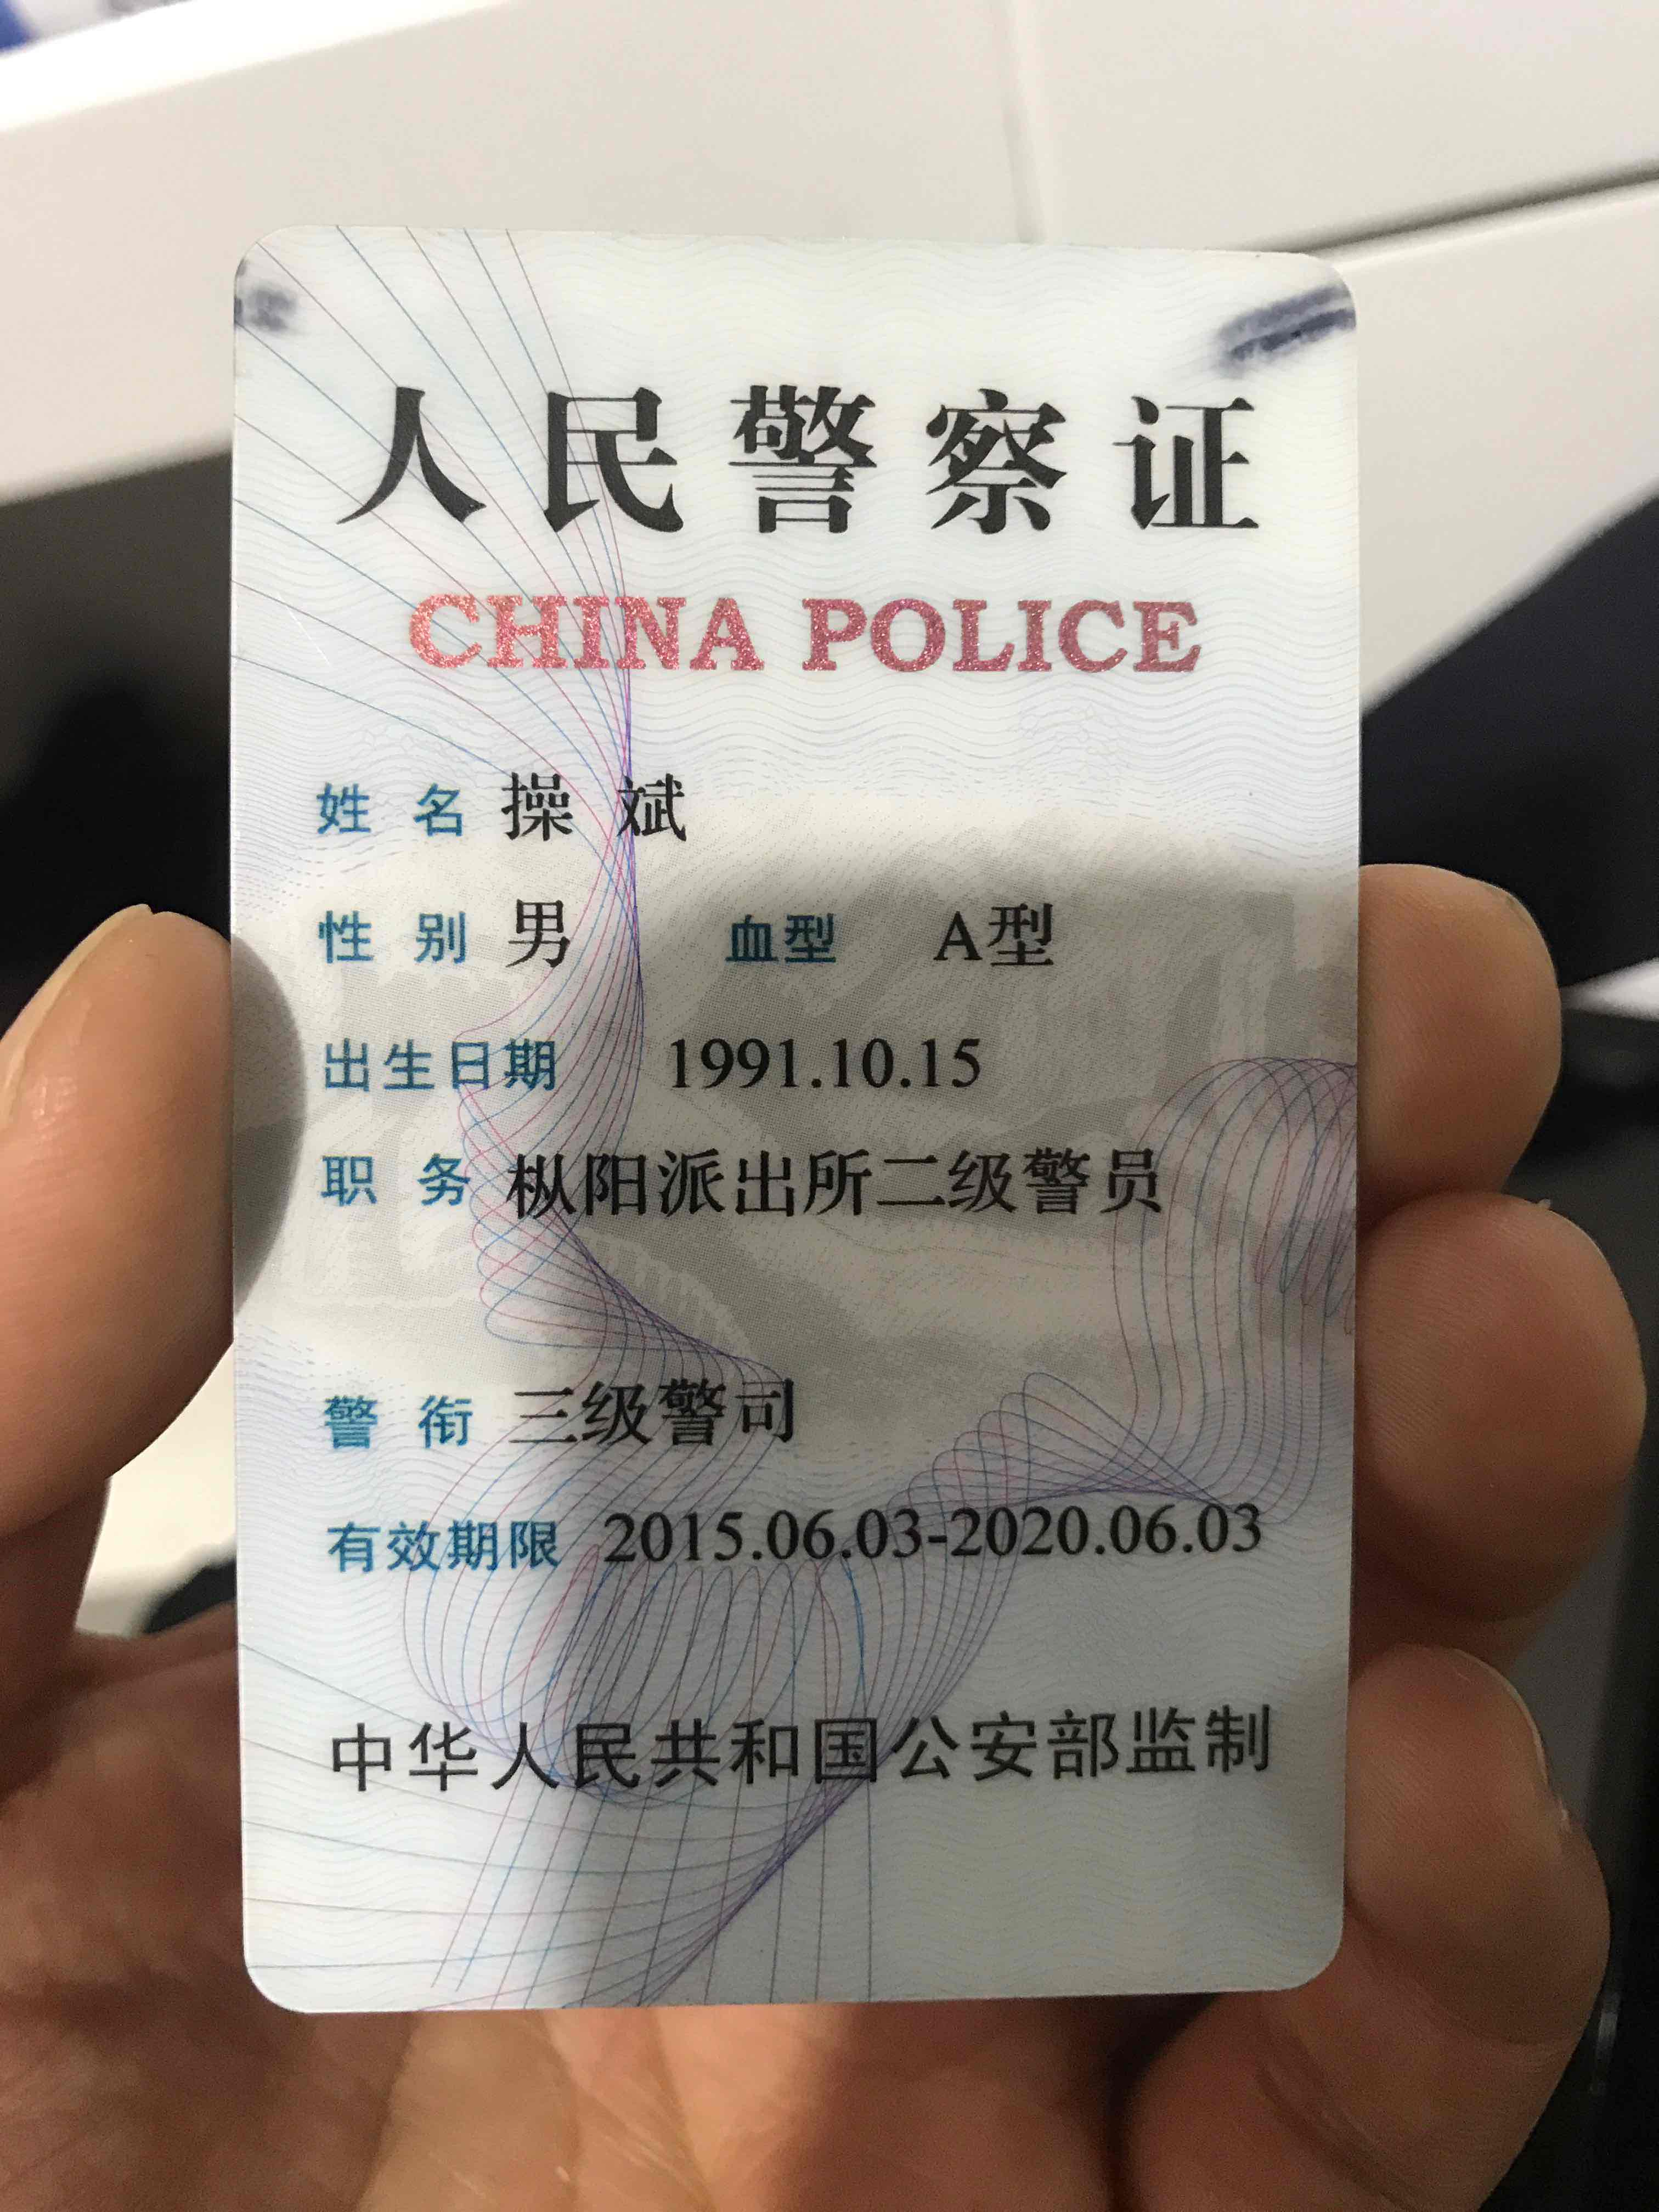 人民警察证
CHINA POLICE
姓名 操斌
性别 男 血型 A型
出生日期 1991.10.15
职务 枞阳派出所二级警员
警衔 三级警司
有效期限 2015.06.03-2020.06.03
中华人民共和国公安部监制